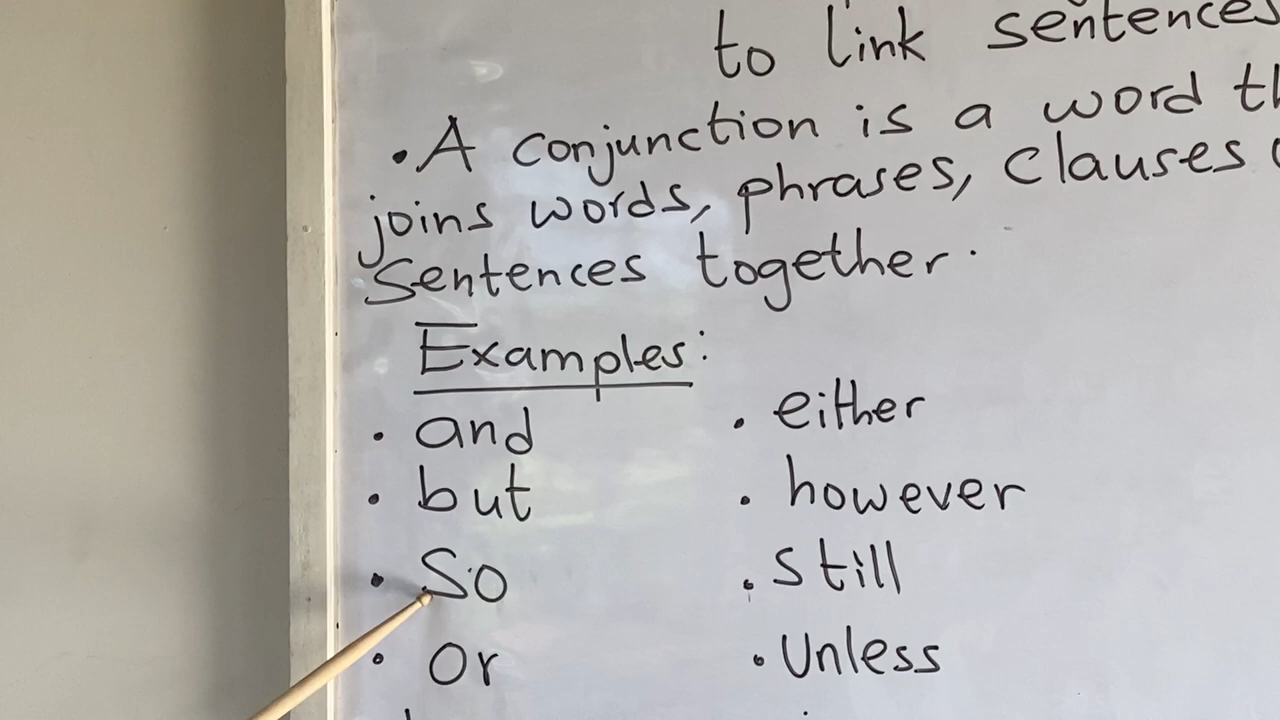 to link sentences
• A conjunction is a word
joins words, phrases, clauses
Sentences together.
Examples:
• and
• but
• So
• or
• either
• however
• still
• Unless